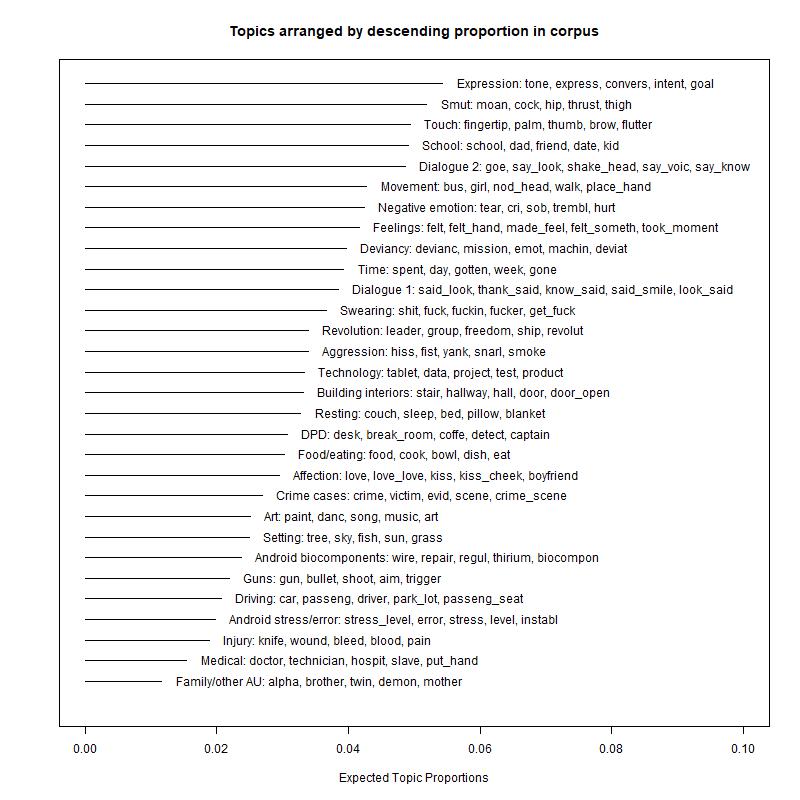 Topics arranged by descending proportion in corpus
Expression: tone, express, convers, intent, goal
Smut: moan, cock, hip, thrust, thigh
Touch: fingertip, palm, thumb, brow, flutter
School: school, dad, friend, date, kid
Dialogue 2: goe, say_look, shake_head, say_voic, say_know
Movement: bus, girl, nod_head, walk, place_hand
Negative emotion: tear, cri, sob, trembl, hurt
Feelings: felt, felt_hand, made_feel, felt_someth, took_moment
Deviancy: devianc, mission, emot, machin, deviat
Time: spent, day, gotten, week, gone
Dialogue 1: said_look, thank_said, know_said, said_smile, look_said
Swearing: shit, fuck, fuckin, fucker, get_fuck
Revolution: leader, group, freedom, ship, revolut
Aggression: hiss, fist, yank, snarl, smoke
Technology: tablet, data, project, test, product
Building interiors: stair, hallway, hall, door, door_open
Resting: couch, sleep, bed, pillow, blanket
DPD: desk, break_room, coffe, detect, captain
Food/eating: food, cook, bowl, dish, eat
Affection: love, love_love, kiss, kiss_cheek, boyfriend
Crime cases: crime, victim, evid, scene, crime_scene
Art: paint, danc, song, music, art
Setting: tree, sky, fish, sun, grass
Android biocomponents: wire, repair, regul, thirium, biocompon
Guns: gun, bullet, shoot, aim, trigger
Driving: car, passeng, driver, park_lot, passeng_seat
Android stress/error: stress_level, error, stress, level, instabl
Injury: knife, wound, bleed, blood, pain
Medical: doctor, technician, hospit, slave, put_hand
Family/other AU: alpha, brother, twin, demon, mother
0.00 0.02 0.04 0.06 0.08 0.10
Expected Topic Proportions